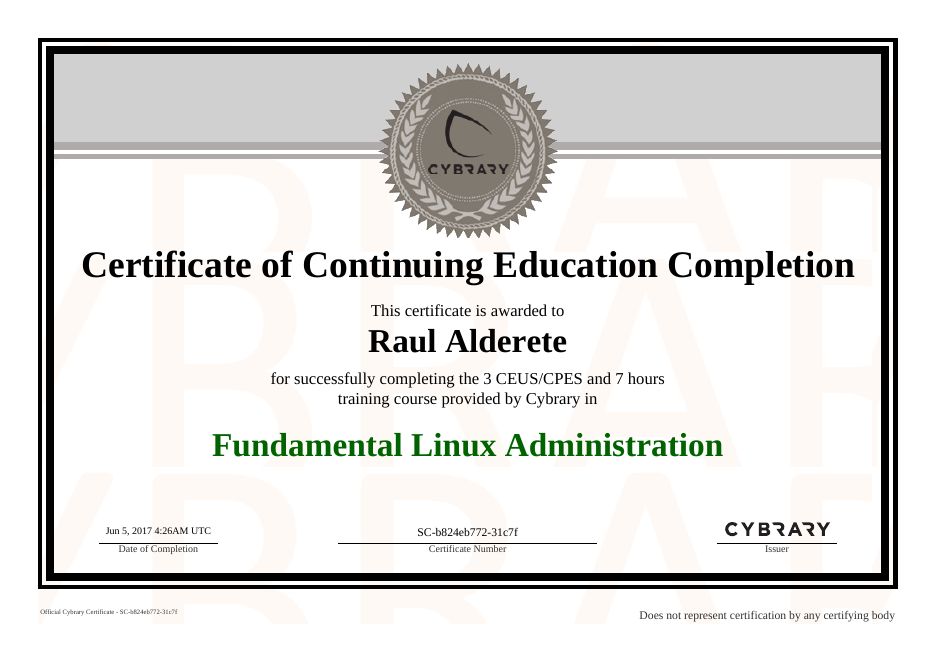 CYBRARY
Certificate of Continuing Education Completion
This certificate is awarded to
Raul Alderete
for successfully completing the 3 CEUS/CPES and 7 hours
training course provided by Cybrary in
Fundamental Linux Administration
Jun 5, 2017 4:26AM UTC
Date of Completion
SC-b824eb772-31c7f
Certificate Number
CYBRARY
Issuer
Official Cybrary Certificate - SC-b824eb772-31c7f
Does not represent certification by any certifying body